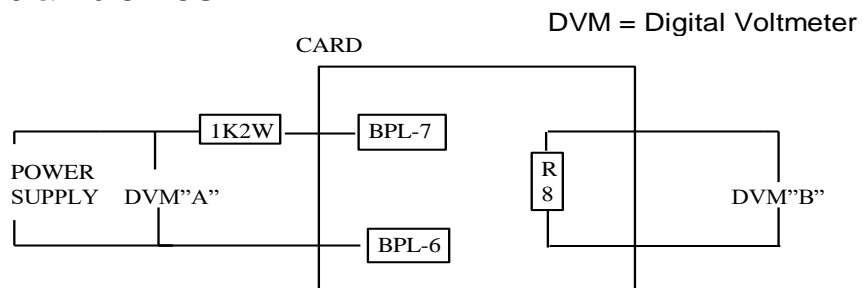 DVM = Digital Voltmeter
CARD
1K2W
BPL-7
POWER
SUPPLY
DVM”A”
R
8
DVM”B”
BPL-6